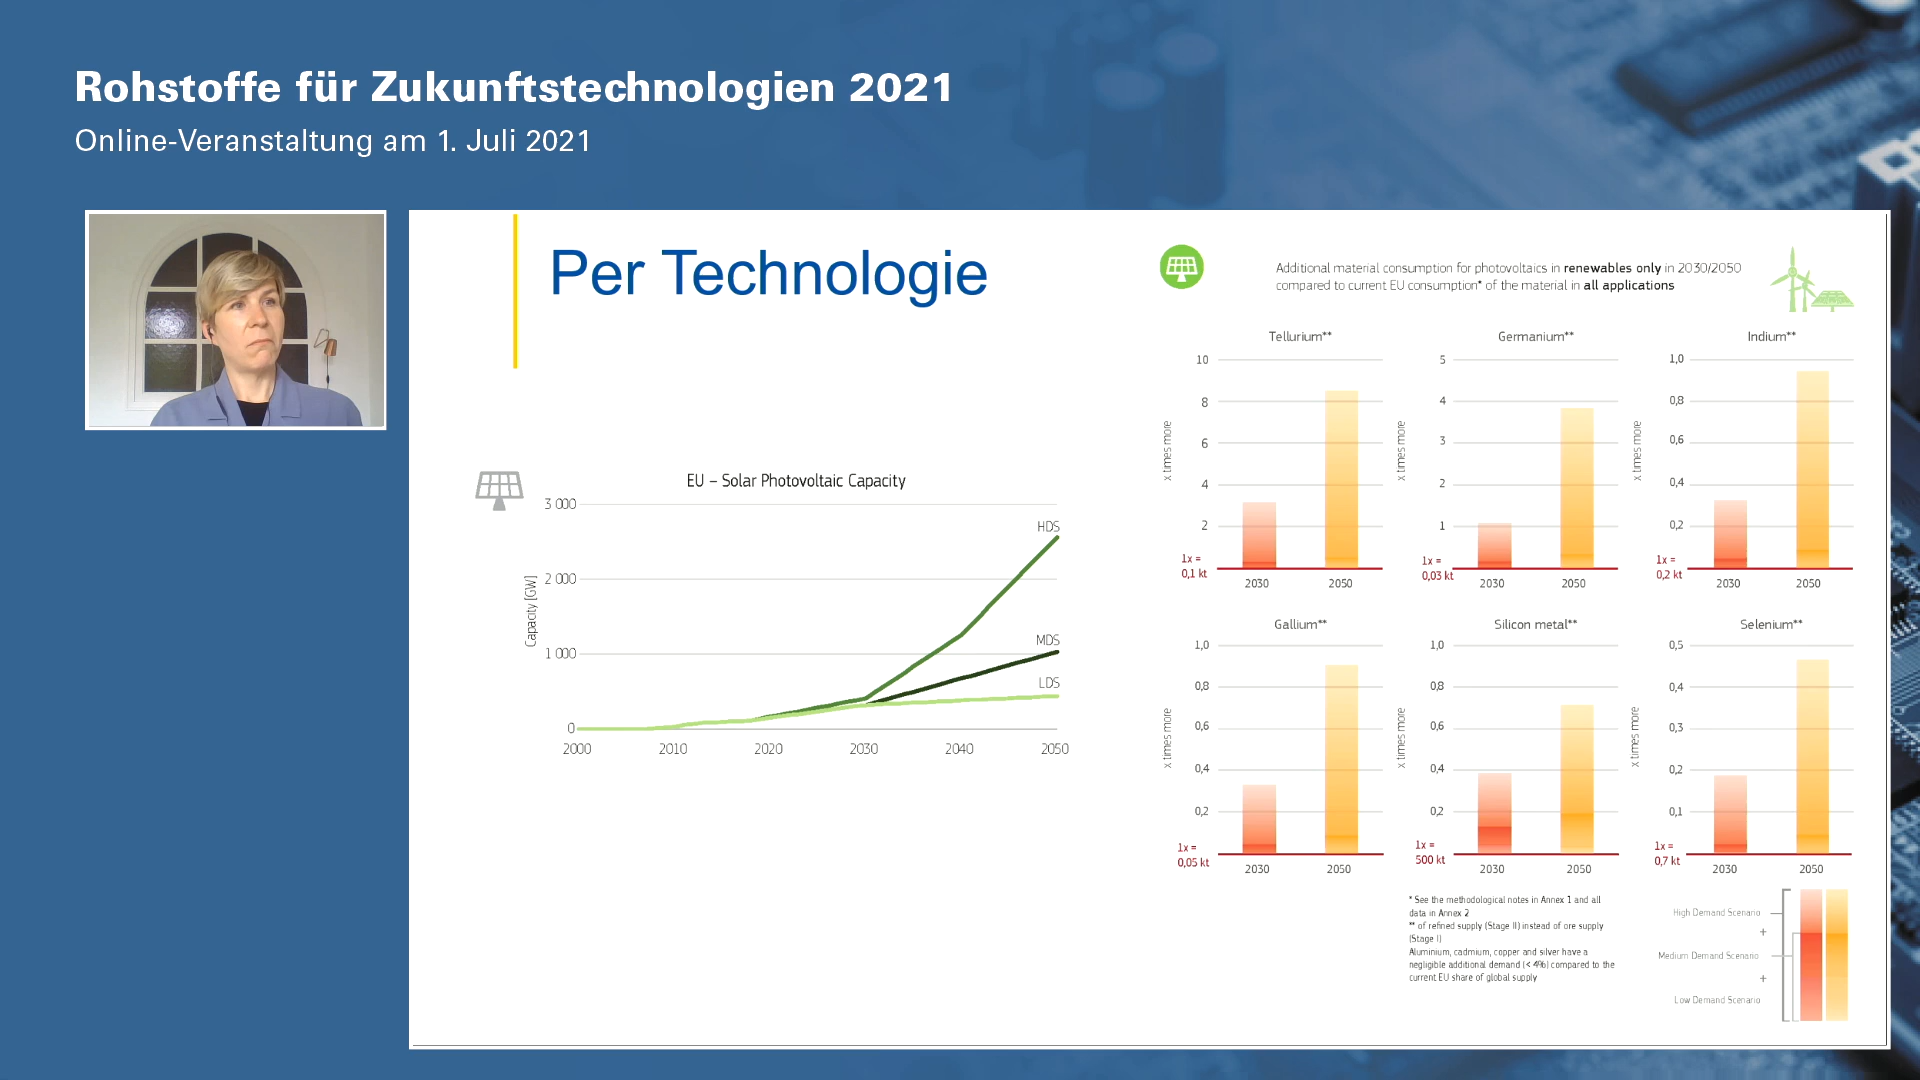 Rohstoffe für Zukunftstechnologien 2021
Online-Veranstaltung am 1. Juli 2021
Per Technologie
EU – Solar Photovoltaic Capacity
Capacity [GW]
3 000
2 000
1 000
0
HDS
MDS
LDS
2000 2010 2020 2030 2040 2050
Additional material consumption for photovoltaics in renewables only in 2030/2050
compared to current EU consumption* of the material in all applications
Tellurium**
x times more
10
8
6
4
2
1x =
0,1 kt
2030 2050
Germanium**
x times more
5
4
3
2
1
1x =
0,03 kt
2030 2050
Indium**
x times more
1,0
0,8
0,6
0,4
0,2
1x =
0,2 kt
2030 2050
Gallium**
x times more
1,0
0,8
0,6
0,4
0,2
1x =
0,05 kt
2030 2050
Silicon metal**
x times more
1,0
0,8
0,6
0,4
0,2
1x =
500 kt
2030 2050
Selenium**
x times more
0,5
0,4
0,3
0,2
0,1
1x =
0,7 kt
2030 2050
* See the methodological notes in Annex 1 and all
data in Annex 2
** of refined supply (Stage II) instead of ore supply
(Stage I)
Aluminium, cadmium, copper and silver have a
negligible additional demand (< 4%) compared to the
current EU share of global supply
High Demand Scenario
+
Medium Demand Scenario
+
Low Demand Scenario